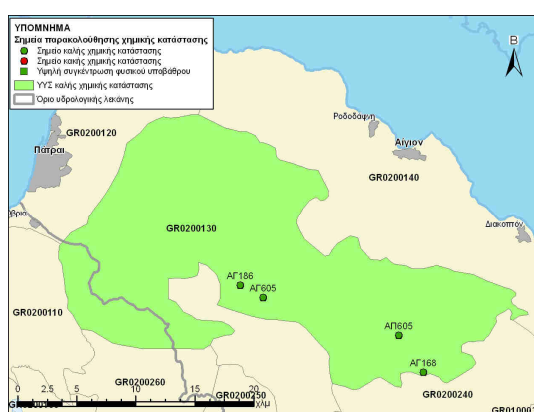 ΥΠΟΜΝΗΜΑ
Σημεία παρακολούθησης χημικής κατάστασης
Σημείο καλής χημικής κατάστασης
Σημείο κακής χημικής κατάστασης
Υψηλή συγκέντρωση φυσικού υποβάθρου
ΥΥΣ καλής χημικής κατάστασης
Όριο υδρολογικής λεκάνης
Β
Ροδοδαφνη
GR0200120
Αίγιον
Πάτραι
GR0200140
Διακοπτόν
GR0200130
ΑΓ186
ΑΓ605
GR0200110
ΑΠ605
ΑΓ168
GR0200260
GR0200250
GR0200240
0 2.5 5 10 15 20
χλμ